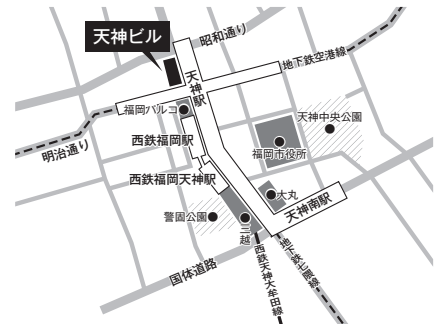 天神ビル
昭和通り
地下鉄空港線
天神駅
福岡パルコ
天神中央公園
明治通り
西鉄福岡駅
福岡市役所
西鉄福岡天神駅
大丸
天神南駅
警固公園
三越
国体道路
西鉄天神大牟田線
地下鉄七隈線